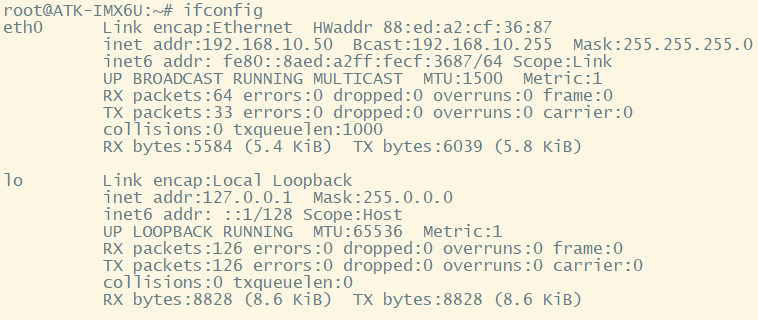 root@ATK-IMX6U:~# ifconfig
eth0      Link encap:Ethernet  HWaddr 88:ed:a2:cf:36:87
          inet addr:192.168.10.50  Bcast:192.168.10.255  Mask:255.255.255.0
          inet6 addr: fe80::8aed:a2ff:fecf:3687/64 Scope:Link
          UP BROADCAST RUNNING MULTICAST  MTU:1500  Metric:1
          RX packets:64 errors:0 dropped:0 overruns:0 frame:0
          TX packets:33 errors:0 dropped:0 overruns:0 carrier:0
          collisions:0 txqueuelen:1000
          RX bytes:5584 (5.4 KiB)  TX bytes:6039 (5.8 KiB)

lo        Link encap:Local Loopback
          inet addr:127.0.0.1  Mask:255.0.0.0
          inet6 addr: ::1/128 Scope:Host
          UP LOOPBACK RUNNING  MTU:65536  Metric:1
          RX packets:126 errors:0 dropped:0 overruns:0 frame:0
          TX packets:126 errors:0 dropped:0 overruns:0 carrier:0
          collisions:0 txqueuelen:0
          RX bytes:8828 (8.6 KiB)  TX bytes:8828 (8.6 KiB)